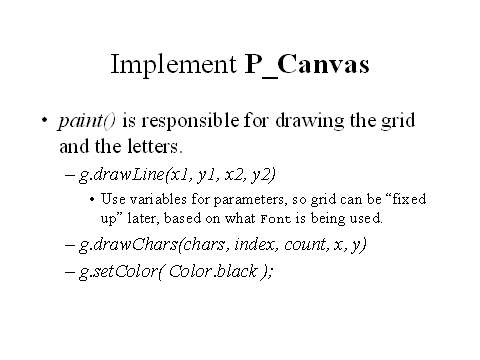 Implement P_Canvas
• paint() is responsible for drawing the grid
and the letters.
– g.drawLine(x1, y1, x2, y2)
• Use variables for parameters, so grid can be “fixed
up” later, based on what Font is being used.
– g.drawChars(chars, index, count, x, y)
– g.setColor( Color.black );